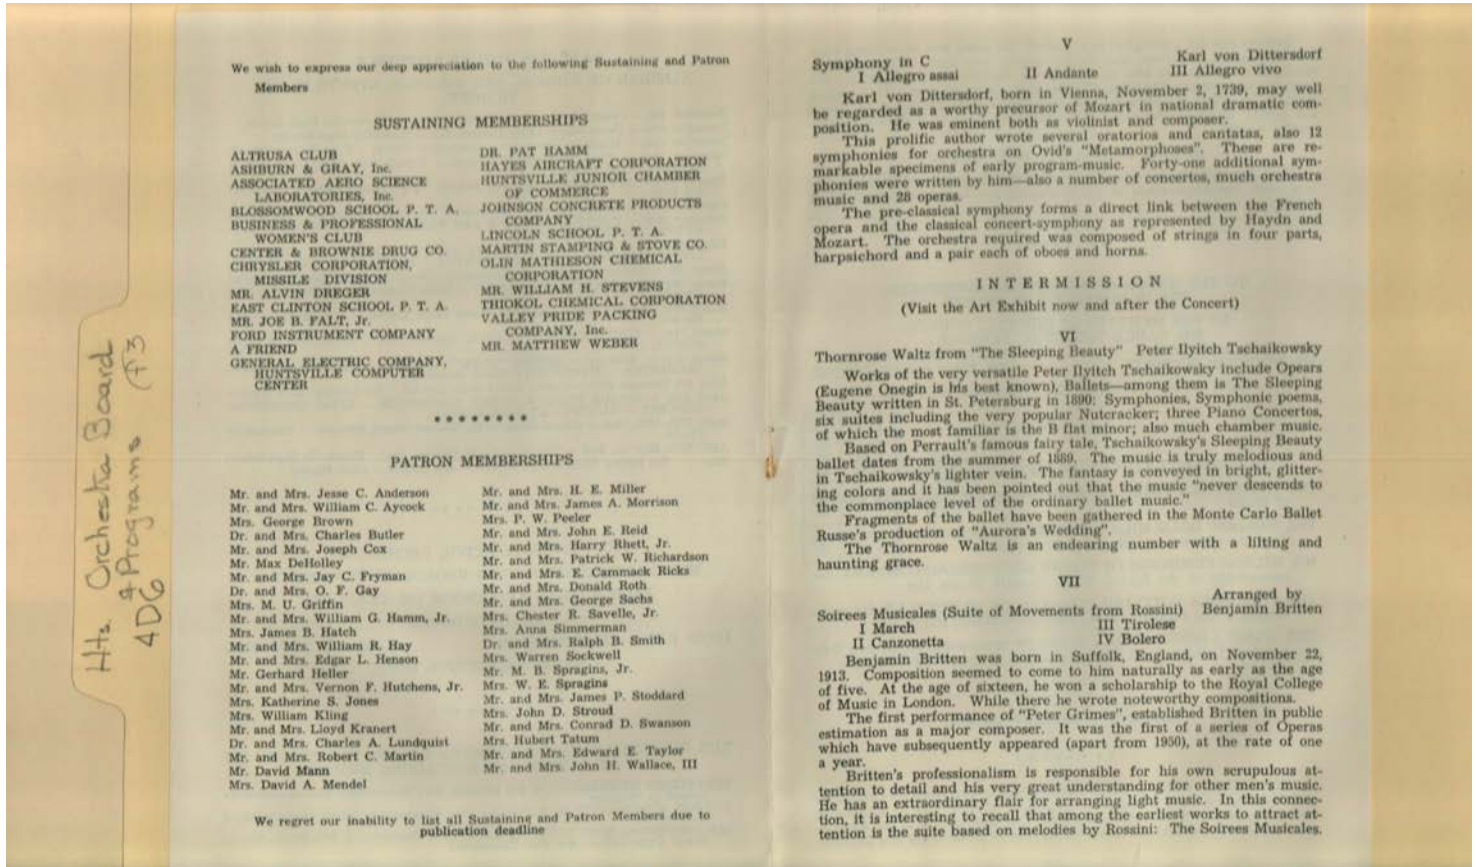 Hts. Orchestra Board
& Programs (F3
4D6
We wish to express our deep appreciation to the following Sustaining and Patron
Members
SUSTAINING MEMBERSHIPS
ALTRUSA CLUB
ASHBURN & GRAY, Inc.
ASSOCIATED AERO SCIENCE
LABORATORIES, Inc.
BLOSSOMWOOD SCHOOL P. T. A.
BUSINESS & PROFESSIONAL
WOMEN'S CLUB
CENTER & BROWNIE DRUG CO.
CHRYSLER CORPORATION,
MISSILE DIVISION
MR. ALVIN DREGER
EAST CLINTON SCHOOL P. T. A.
MR. JOE B. FALT, Jr.
FORD INSTRUMENT COMPANY
A FRIEND
GENERAL ELECTRIC COMPANY,
HUNTSVILLE COMPUTER
CENTER
DR. PAT HAMM
HAYES AIRCRAFT CORPORATION
HUNTSVILLE JUNIOR CHAMBER
OF COMMERCE
JOHNSON CONCRETE PRODUCTS
COMPANY
LINCOLN SCHOOL P. T. A.
MARTIN STAMPING & STOVE CO.
OLIN MATHIESON CHEMICAL
CORPORATION
MR. WILLIAM H. STEVENS
THIOKOL CHEMICAL CORPORATION
VALLEY PRIDE PACKING
COMPANY, Inc.
MR. MATTHEW WEBER
* * * * * * * *
PATRON MEMBERSHIPS
Mr. and Mrs. Jesse C. Anderson
Mr. and Mrs. William C. Aycock
Mrs. George Brown
Dr. and Mrs. Charles Butler
Mr. and Mrs. Joseph Cox
Mr. Max DeHolley
Mr. and Mrs. Jay C. Fryman
Dr. and Mrs. O. F. Gay
Mrs. M. U. Griffin
Mr. and Mrs. William G. Hamm, Jr.
Mrs. James B. Hatch
Mr. and Mrs. William R. Hay
Mr. and Mrs. Edgar L. Henson
Mr. Gerhard Heller
Mr. and Mrs. Vernon F. Hutchens, Jr.
Mrs. Katherine S. Jones
Mrs. William Kling
Mr. and Mrs. Lloyd Kranert
Dr. and Mrs. Charles A. Lundquist
Mr. and Mrs. Robert C. Martin
Mr. David Mann
Mrs. David A. Mendel
Mr. and Mrs. H. E. Miller
Mr. and Mrs. James A. Morrison
Mrs. P. W. Peeler
Mr. and Mrs. John E. Reid
Mr. and Mrs. Harry Rhett, Jr.
Mr. and Mrs. Patrick W. Richardson
Mr. and Mrs. E. Cammack Ricks
Mr. and Mrs. Donald Roth
Mr. and Mrs. George Sachs
Mrs. Chester R. Savelle, Jr.
Mrs. Anna Simmerman
Dr. and Mrs. Ralph B. Smith
Mrs. Warren Sockwell
Mr. M. B. Spragins, Jr.
Mrs. W. E. Spragins
Mr. and Mrs. James P. Stoddard
Mrs. John D. Stroud
Mr. and Mrs. Conrad D. Swanson
Mrs. Hubert Tatum
Mr. and Mrs. Edward E. Taylor
Mr. and Mrs. John H. Wallace, III
We regret our inability to list all Sustaining and Patron Members due to
publication deadline
V
Symphony in C Karl von Dittersdorf
I Allegro assai II Andante III Allegro vivo
Karl von Dittersdorf, born in Vienna, November 2, 1739, may well
be regarded as a worthy precursor of Mozart in national dramatic com-
position. He was eminent both as violinist and composer.
This prolific author wrote several oratorios and cantatas, also 12
symphonies for orchestra on Ovid's "Metamorphoses". These are re-
markable specimens of early program-music. Forty-one additional sym-
phonies were written by him—also a number of concertos, much orchestra
music and 28 operas.
The pre-classical symphony forms a direct link between the French
opera and the classical concert-symphony as represented by Haydn and
Mozart. The orchestra required was composed of strings in four parts,
harpsichord and a pair each of oboes and horns.
INTERMISSION
(Visit the Art Exhibit now and after the Concert)
VI
Thornrose Waltz from "The Sleeping Beauty" Peter Ilyitch Tschaikowsky
Works of the very versatile Peter Ilyitch Tschaikowsky include Opears
(Eugene Onegin is his best known), Ballets—among them is The Sleeping
Beauty written in St. Petersburg in 1890; Symphonies, Symphonic poems,
six suites including the very popular Nutcracker; three Piano Concertos,
of which the most familiar is the B flat minor; also much chamber music.
Based on Perrault's famous fairy tale, Tschaikowsky's Sleeping Beauty
ballet dates from the summer of 1889. The music is truly melodious and
in Tschaikowsky's lighter vein. The fantasy is conveyed in bright, glitter-
ing colors and it has been pointed out that the music "never descends to
the commonplace level of the ordinary ballet music."
Fragments of the ballet have been gathered in the Monte Carlo Ballet
Russe's production of "Aurora's Wedding".
The Thornrose Waltz is an endearing number with a lilting and
haunting grace.
VII
Arranged by
Soirees Musicales (Suite of Movements from Rossini) Benjamin Britten
I March III Tirolese
II Canzonetta IV Bolero
Benjamin Britten was born in Suffolk, England, on November 22,
1913. Composition seemed to come to him naturally as early as the age
of five. At the age of sixteen, he won a scholarship to the Royal College
of Music in London. While there he wrote noteworthy compositions.
The first performance of "Peter Grimes", established Britten in public
estimation as a major composer. It was the first of a series of Operas
which have subsequently appeared (apart from 1950), at the rate of one
a year.
Britten's professionalism is responsible for his own scrupulous at-
tention to detail and his very great understanding for other men's music.
He has an extraordinary flair for arranging light music. In this connec-
tion, it is interesting to recall that among the earliest works to attract at-
tention is the suite based on melodies by Rossini: The Soirees Musicales.